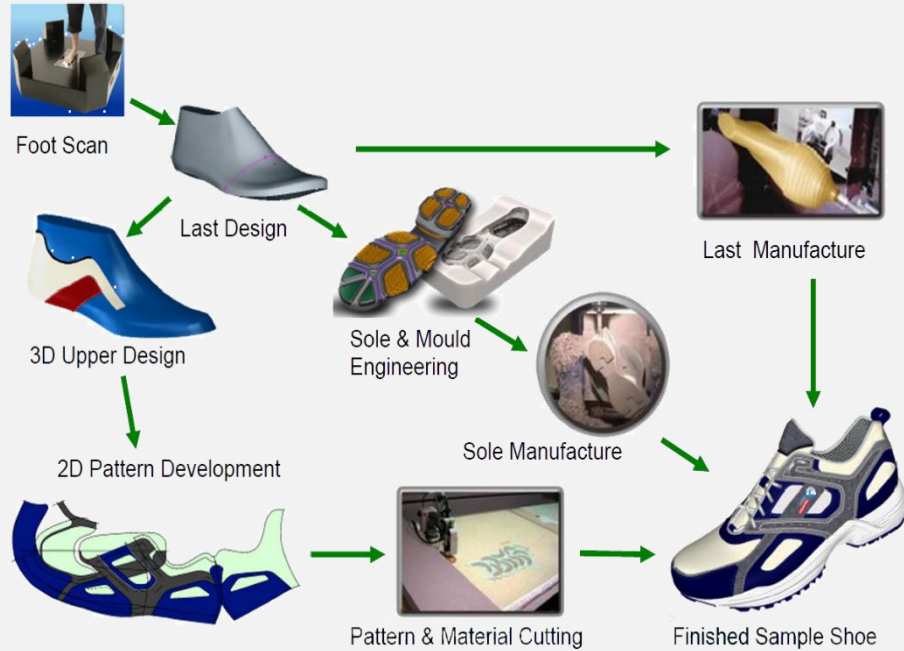 Foot Scan
Last Design
Last  Manufacture
3D Upper Design
Sole & Mould
Engineering
Sole Manufacture
2D Pattern Development
Pattern & Material Cutting
Finished Sample Shoe